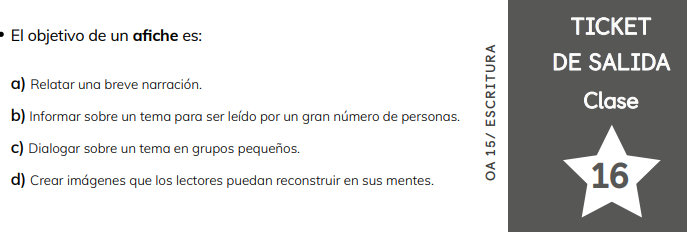 • El objetivo de un afiche es:
a) Relatar una breve narración.
b) Informar sobre un tema para ser leído por un gran número de personas.
c) Dialogar sobre un tema en grupos pequeños.
d) Crear imágenes que los lectores puedan reconstruir en sus mentes.
OA 15/ ESCRITURA
TICKET
DE SALIDA
Clase
16